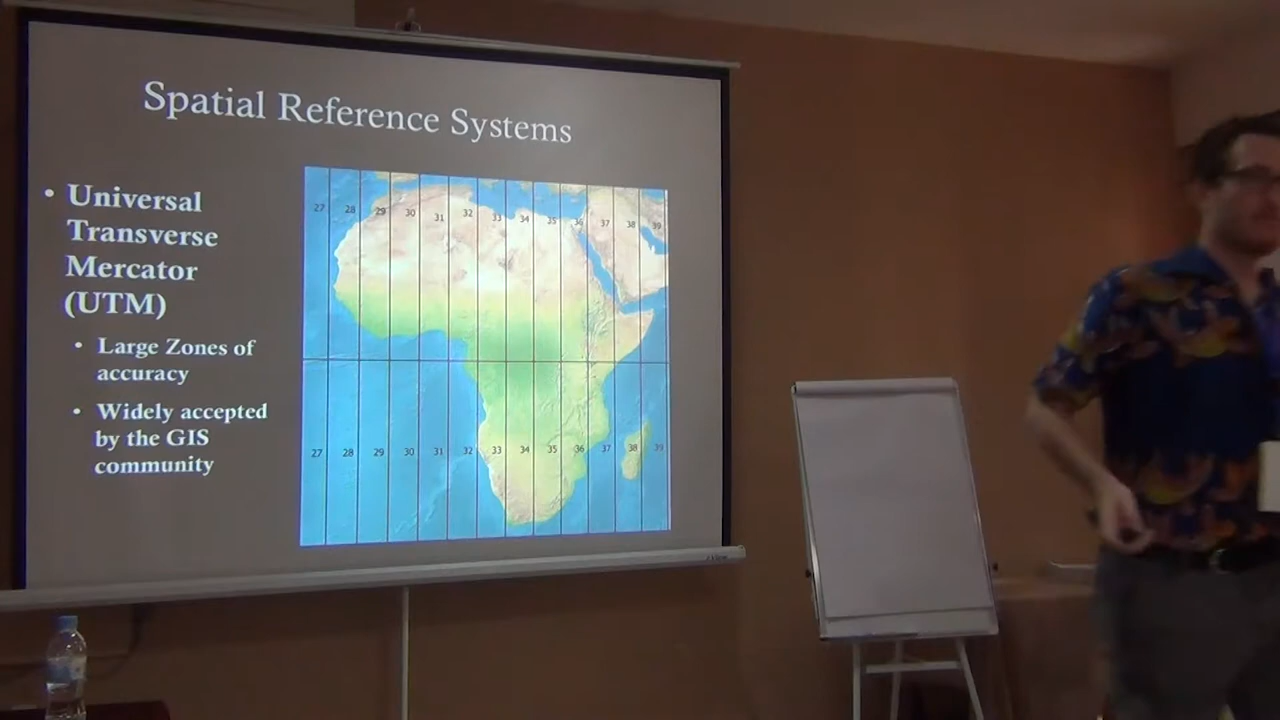 Spatial Reference Systems
• Universal
Transverse
Mercator
(UTM)
• Large Zones of
accuracy
• Widely accepted
by the GIS
community
27 28 29 30 31 32 33 34 35 36 37 38 39
27 28 29 30 31 32 33 34 35 36 37 38 39